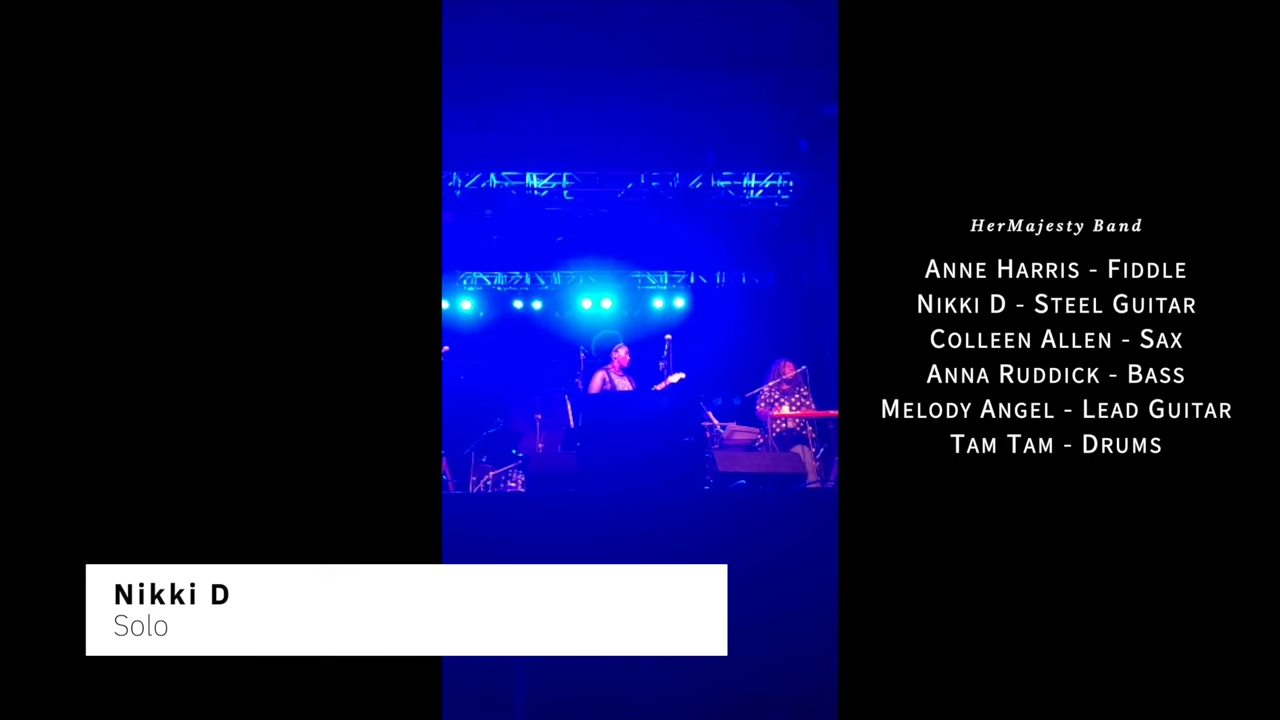 HerMajesty Band
Anne Harris - Fiddle
Nikki D - Steel Guitar
Colleen Allen - Sax
Anna Ruddick - Bass
Melody Angel - Lead Guitar
Tam Tam - Drums
Nikki D
Solo